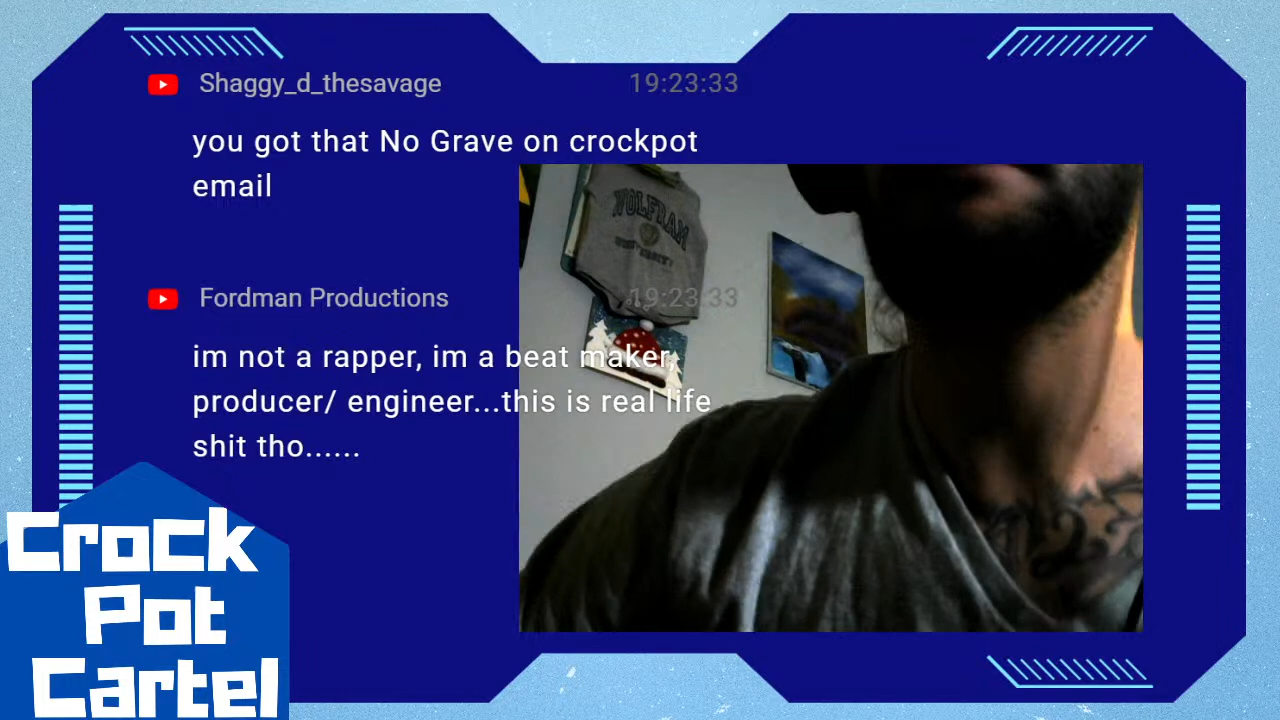 Shaggy_d_thesavage 19:23:33
you got that No Grave on crockpot
email
WOLFRAM
Fordman Productions 19:23:33
im not a rapper, im a beat maker,
producer/ engineer...this is real life
shit tho......
Crock
Pot
Cartel